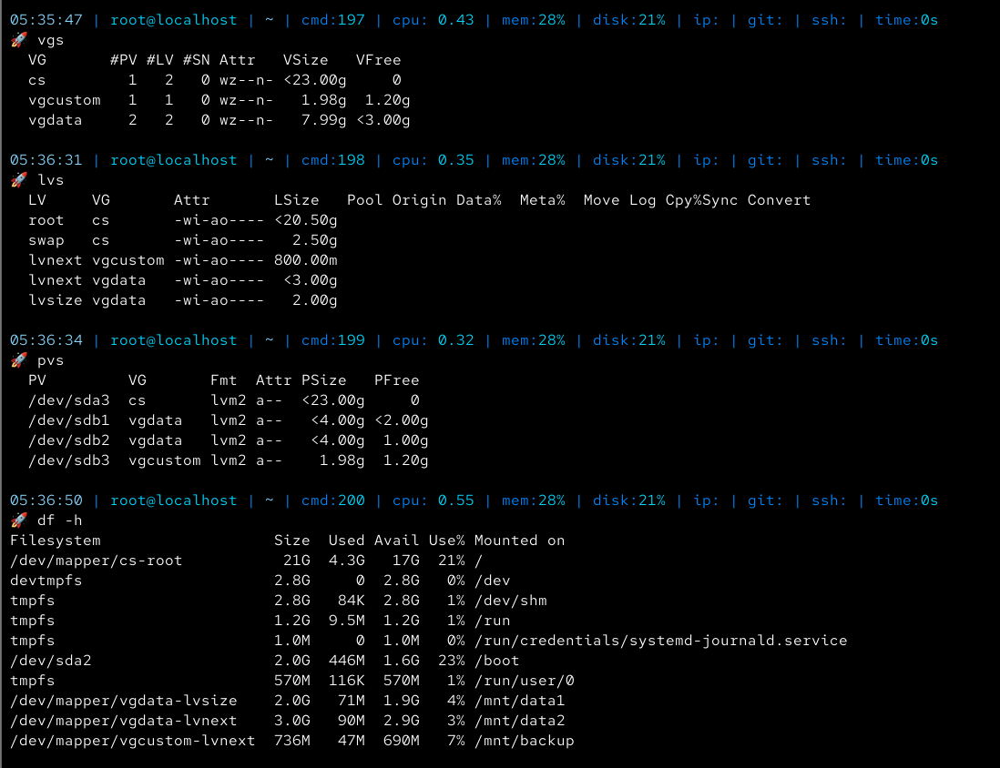 05:35:47 | root@localhost | ~ | cmd:197 | cpu: 0.43 | mem:28% | disk:21% | ip: | git: | ssh: | time:0s
🚀 vgs
  VG       #PV #LV #SN Attr   VSize   VFree
  cs         1   2   0 wz--n- <23.00g     0
  vgcustom   1   1   0 wz--n-   1.98g  1.20g
  vgdata     2   2   0 wz--n-   7.99g <3.00g
05:36:31 | root@localhost | ~ | cmd:198 | cpu: 0.35 | mem:28% | disk:21% | ip: | git: | ssh: | time:0s
🚀 lvs
  LV     VG       Attr       LSize   Pool Origin Data%  Meta%  Move Log Cpy%Sync Convert
  root   cs       -wi-ao---- <20.50g
  swap   cs       -wi-ao----   2.50g
  lvnext vgcustom -wi-ao---- 800.00m
  lvnext vgdata   -wi-ao----  <3.00g
  lvsize vgdata   -wi-ao----   2.00g
05:36:34 | root@localhost | ~ | cmd:199 | cpu: 0.32 | mem:28% | disk:21% | ip: | git: | ssh: | time:0s
🚀 pvs
  PV         VG       Fmt  Attr PSize   PFree
  /dev/sda3  cs       lvm2 a--  <23.00g     0
  /dev/sdb1  vgdata   lvm2 a--   <4.00g <2.00g
  /dev/sdb2  vgdata   lvm2 a--   <4.00g  1.00g
  /dev/sdb3  vgcustom lvm2 a--    1.98g  1.20g
05:36:50 | root@localhost | ~ | cmd:200 | cpu: 0.55 | mem:28% | disk:21% | ip: | git: | ssh: | time:0s
🚀 df -h
Filesystem                   Size  Used Avail Use% Mounted on
/dev/mapper/cs-root           21G  4.3G   17G  21% /
devtmpfs                     2.8G     0  2.8G   0% /dev
tmpfs                        2.8G   84K  2.8G   1% /dev/shm
tmpfs                        1.2G  9.5M  1.2G   1% /run
tmpfs                        1.0M     0  1.0M   0% /run/credentials/systemd-journald.service
/dev/sda2                    2.0G  446M  1.6G  23% /boot
tmpfs                        570M  116K  570M   1% /run/user/0
/dev/mapper/vgdata-lvsize    2.0G   71M  1.9G   4% /mnt/data1
/dev/mapper/vgdata-lvnext    3.0G   90M  2.9G   3% /mnt/data2
/dev/mapper/vgcustom-lvnext  736M   47M  690M   7% /mnt/backup